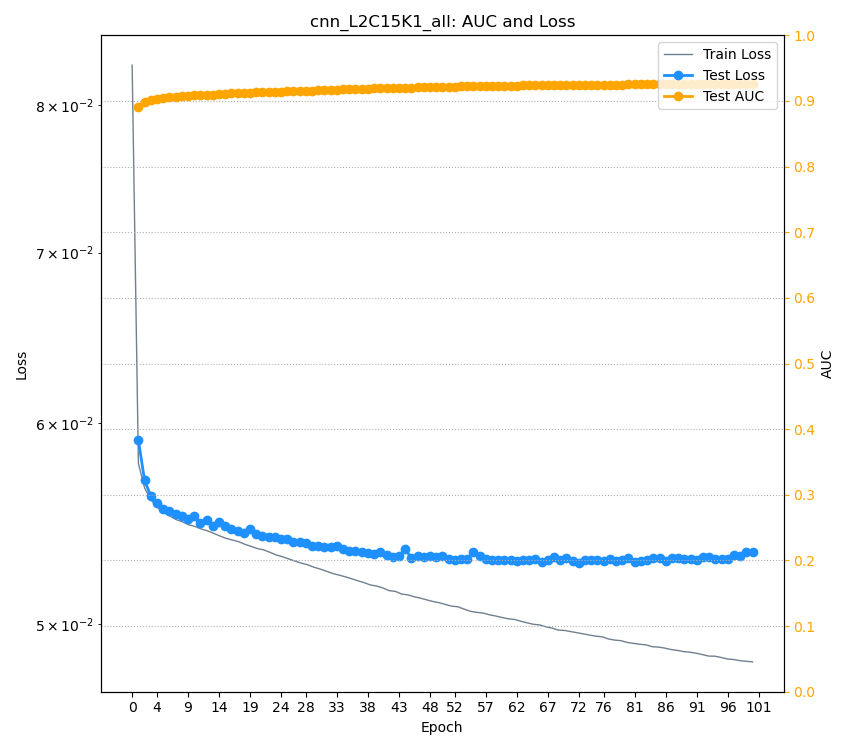 cnn_L2C15K1_all: AUC and Loss
Train Loss
Test Loss
Test AUC
8 × 10⁻²
7 × 10⁻²
6 × 10⁻²
5 × 10⁻²
Loss
1.0
0.9
0.8
0.7
0.6
0.5
0.4
0.3
0.2
0.1
0.0
AUC
0 4 9 14 19 24 28 33 38 43 48 52 57 62 67 72 76 81 86 91 96 101
Epoch